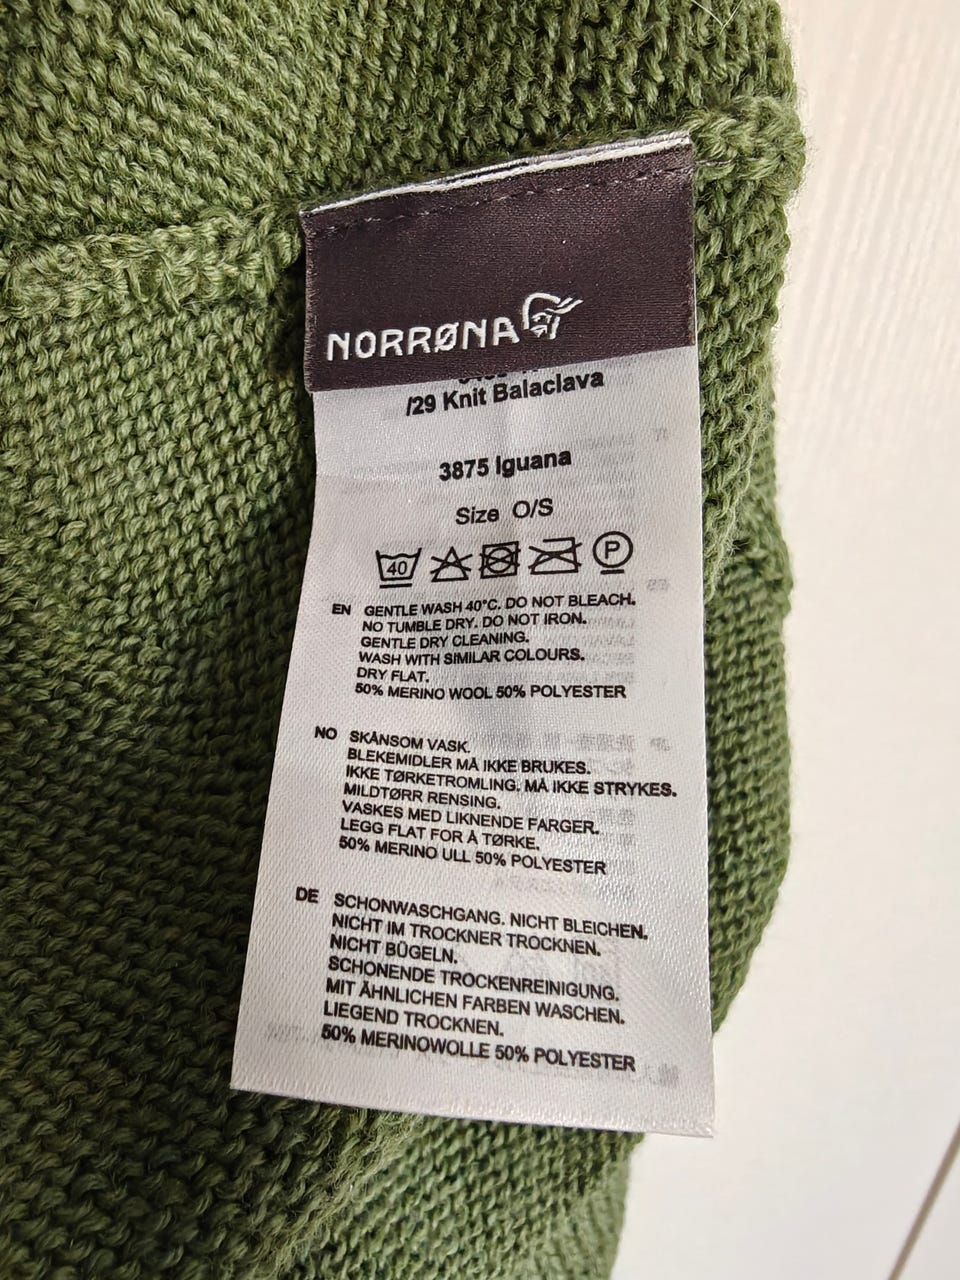 NORRØNA
/29 Knit Balaclava
3875 Iguana
Size O/S
40 P
EN GENTLE WASH 40°C. DO NOT BLEACH.
NO TUMBLE DRY. DO NOT IRON.
GENTLE DRY CLEANING.
WASH WITH SIMILAR COLOURS.
DRY FLAT.
50% MERINO WOOL 50% POLYESTER
NO SKÅNSOM VASK.
BLEKEMIDLER MÅ IKKE BRUKES.
IKKE TØRKETROMLING. MÅ IKKE STRYKES.
MILDTØRR RENSING.
VASKES MED LIKNENDE FARGER.
LEGG FLAT FOR Å TØRKE.
50% MERINO ULL 50% POLYESTER
DE SCHONWASCHGANG. NICHT BLEICHEN.
NICHT IM TROCKNER TROCKNEN.
NICHT BÜGELN.
SCHONENDE TROCKENREINIGUNG.
MIT ÄHNLICHEN FARBEN WASCHEN.
LIEGEND TROCKNEN.
50% MERINOWOLLE 50% POLYESTER